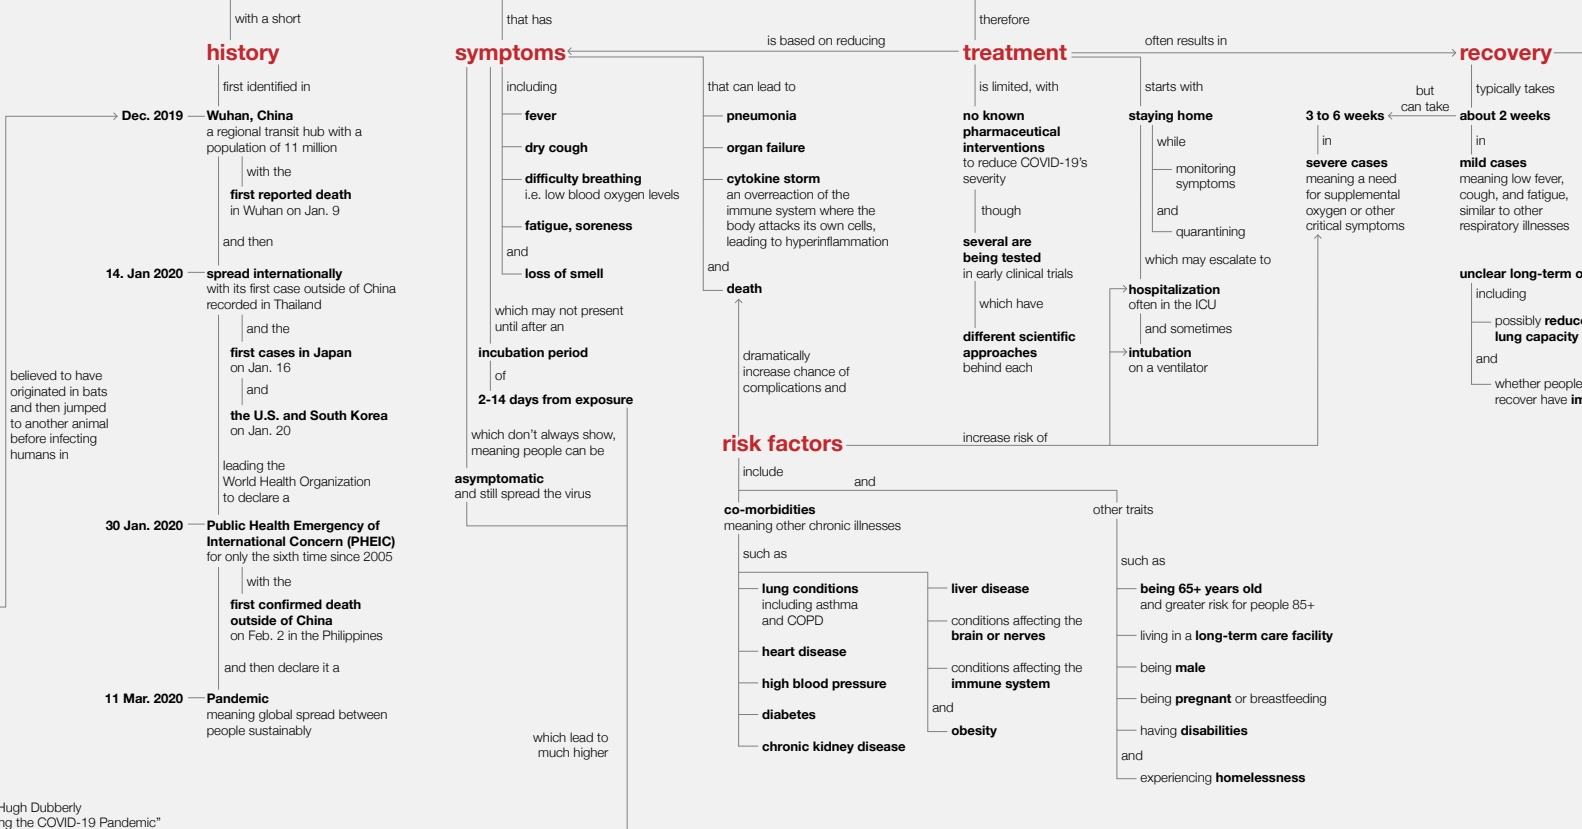 with a short
history
first identified in
Dec. 2019
Wuhan, China
a regional transit hub with a
population of 11 million
with the
first reported death
in Wuhan on Jan. 9
and then
14. Jan 2020
spread internationally
with its first case outside of China
recorded in Thailand
and the
first cases in Japan
on Jan. 16
and
the U.S. and South Korea
on Jan. 20
leading the
World Health Organization
to declare a
30 Jan. 2020
Public Health Emergency of
International Concern (PHEIC)
for only the sixth time since 2005
with the
first confirmed death
outside of China
on Feb. 2 in the Philippines
and then declare it a
11 Mar. 2020
Pandemic
meaning global spread between
people sustainably
believed to have
originated in bats
and then jumped
to another animal
before infecting
humans in
Hugh Dubberly
ng the COVID-19 Pandemic”
that has
symptoms
including
fever
dry cough
difficulty breathing
i.e. low blood oxygen levels
fatigue, soreness
and
loss of smell
which may not present
until after an
incubation period
of
2-14 days from exposure
which don’t always show,
meaning people can be
asymptomatic
and still spread the virus
which lead to
much higher
that can lead to
pneumonia
organ failure
cytokine storm
an overreaction of the
immune system where the
body attacks its own cells,
leading to hyperinflammation
and
death
dramatically
increase chance of
complications and
risk factors
increase risk of
include
and
co-morbidities
meaning other chronic illnesses
such as
lung conditions
including asthma
and COPD
heart disease
high blood pressure
diabetes
chronic kidney disease
liver disease
conditions affecting the
brain or nerves
conditions affecting the
immune system
and
obesity
other traits
such as
being 65+ years old
and greater risk for people 85+
living in a long-term care facility
being male
being pregnant or breastfeeding
having disabilities
and
experiencing homelessness
is based on reducing
therefore
treatment
is limited, with
no known
pharmaceutical
interventions
to reduce COVID-19’s
severity
though
several are
being tested
in early clinical trials
which have
different scientific
approaches
behind each
starts with
staying home
while
monitoring
symptoms
and
quarantining
which may escalate to
hospitalization
often in the ICU
and sometimes
intubation
on a ventilator
often results in
recovery
typically takes
about 2 weeks
in
mild cases
meaning low fever,
cough, and fatigue,
similar to other
respiratory illnesses
but
can take
3 to 6 weeks
in
severe cases
meaning a need
for supplemental
oxygen or other
critical symptoms
unclear long-term o
including
possibly reduce
lung capacity
and
whether people
recover have im